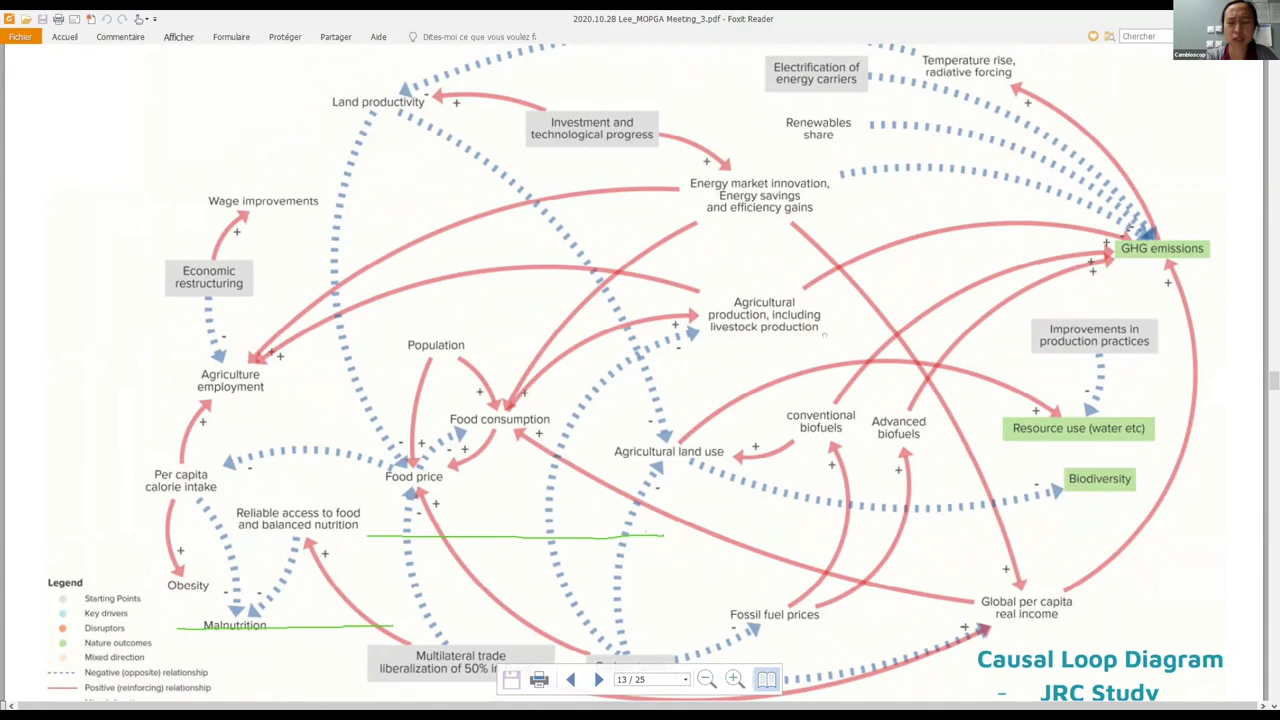 2020.10.28 Lee_MOPGA Meeting_3.pdf - Foxit Reader
Fichier
Accueil
Commentaire
Afficher
Formulaire
Protéger
Partager
Aide
Dites-moi ce que vous voulez f
Chercher
Cambioscop
Electrification of
energy carriers
Temperature rise,
radiative forcing
Land productivity
Investment and
technological progress
Renewables
share
Energy market innovation,
Energy savings
and efficiency gains
Wage improvements
GHG emissions
Economic
restructuring
Agricultural
production, including
livestock production
Improvements in
production practices
Population
Agriculture
employment
Food consumption
conventional
biofuels
Advanced
biofuels
Resource use (water etc)
Agricultural land use
Food price
Per capita
calorie intake
Biodiversity
Reliable access to food
and balanced nutrition
Obesity
Malnutrition
Fossil fuel prices
Global per capita
real income
Multilateral trade
liberalization of 50% i
Legend
Starting Points
Key drivers
Disruptors
Nature outcomes
Mixed direction
Negative (opposite) relationship
Positive (reinforcing) relationship
13 / 25
Causal Loop Diagram
- JRC Study